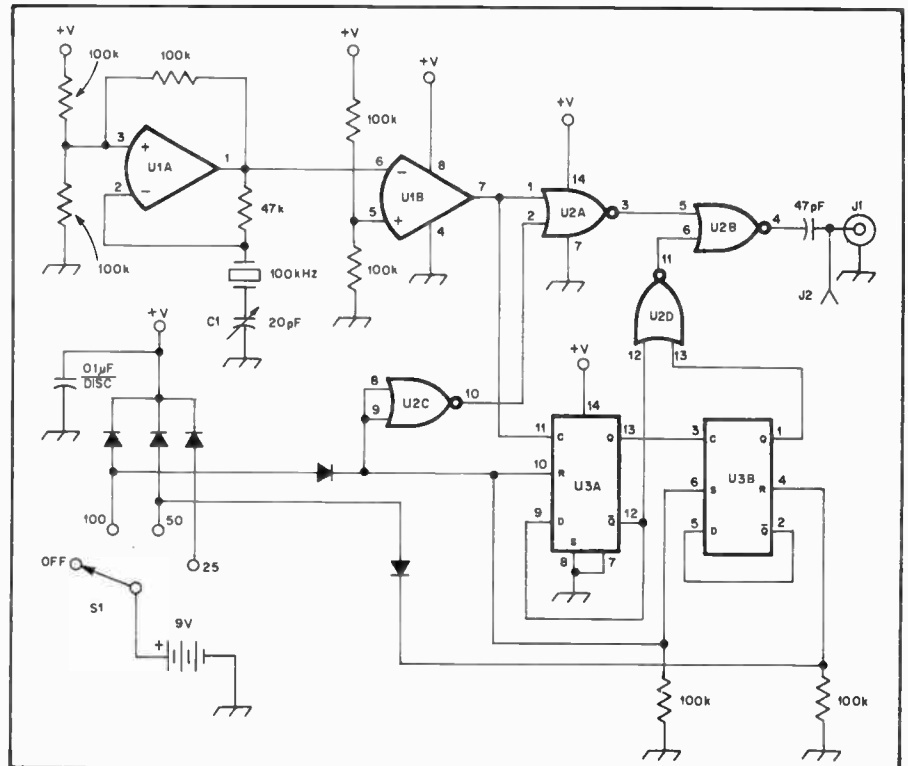 +V
100k
100k
100k
3
+
2
−
U1A
1
47k
100kHz
C1
20pF
+V
100k
100k
+V
6
−
5
+
U1B
8
4
7
+V
1
2
14
7
U2A
3
5
6
U2B
4
47pF
J1
J2
11
U2D
12
13
+V
.01µF
DISC
100
50
25
OFF
S1
9V
+
8
9
U2C
10
+V
14
11
C
Q
13
10
R
U3A
9
D
Q̅
12
S
8
7
3
C
Q
1
6
S
R
4
U3B
5
D
Q̅
2
100k
100k